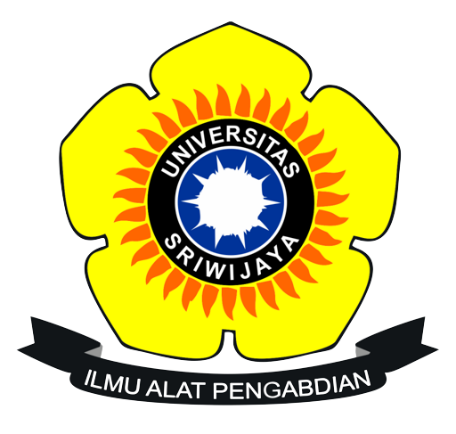 UNIVERSITAS
SRIWIJAYA
ILMU ALAT PENGABDIAN